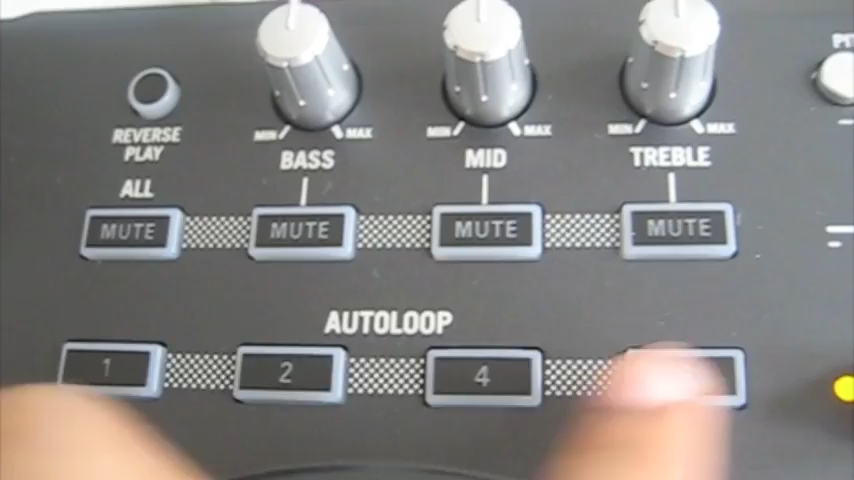 REVERSE
PLAY
MIN MAX MIN MAX MIN MAX
BASS MID TREBLE
ALL
MUTE MUTE MUTE MUTE
AUTOLOOP
1 2 4